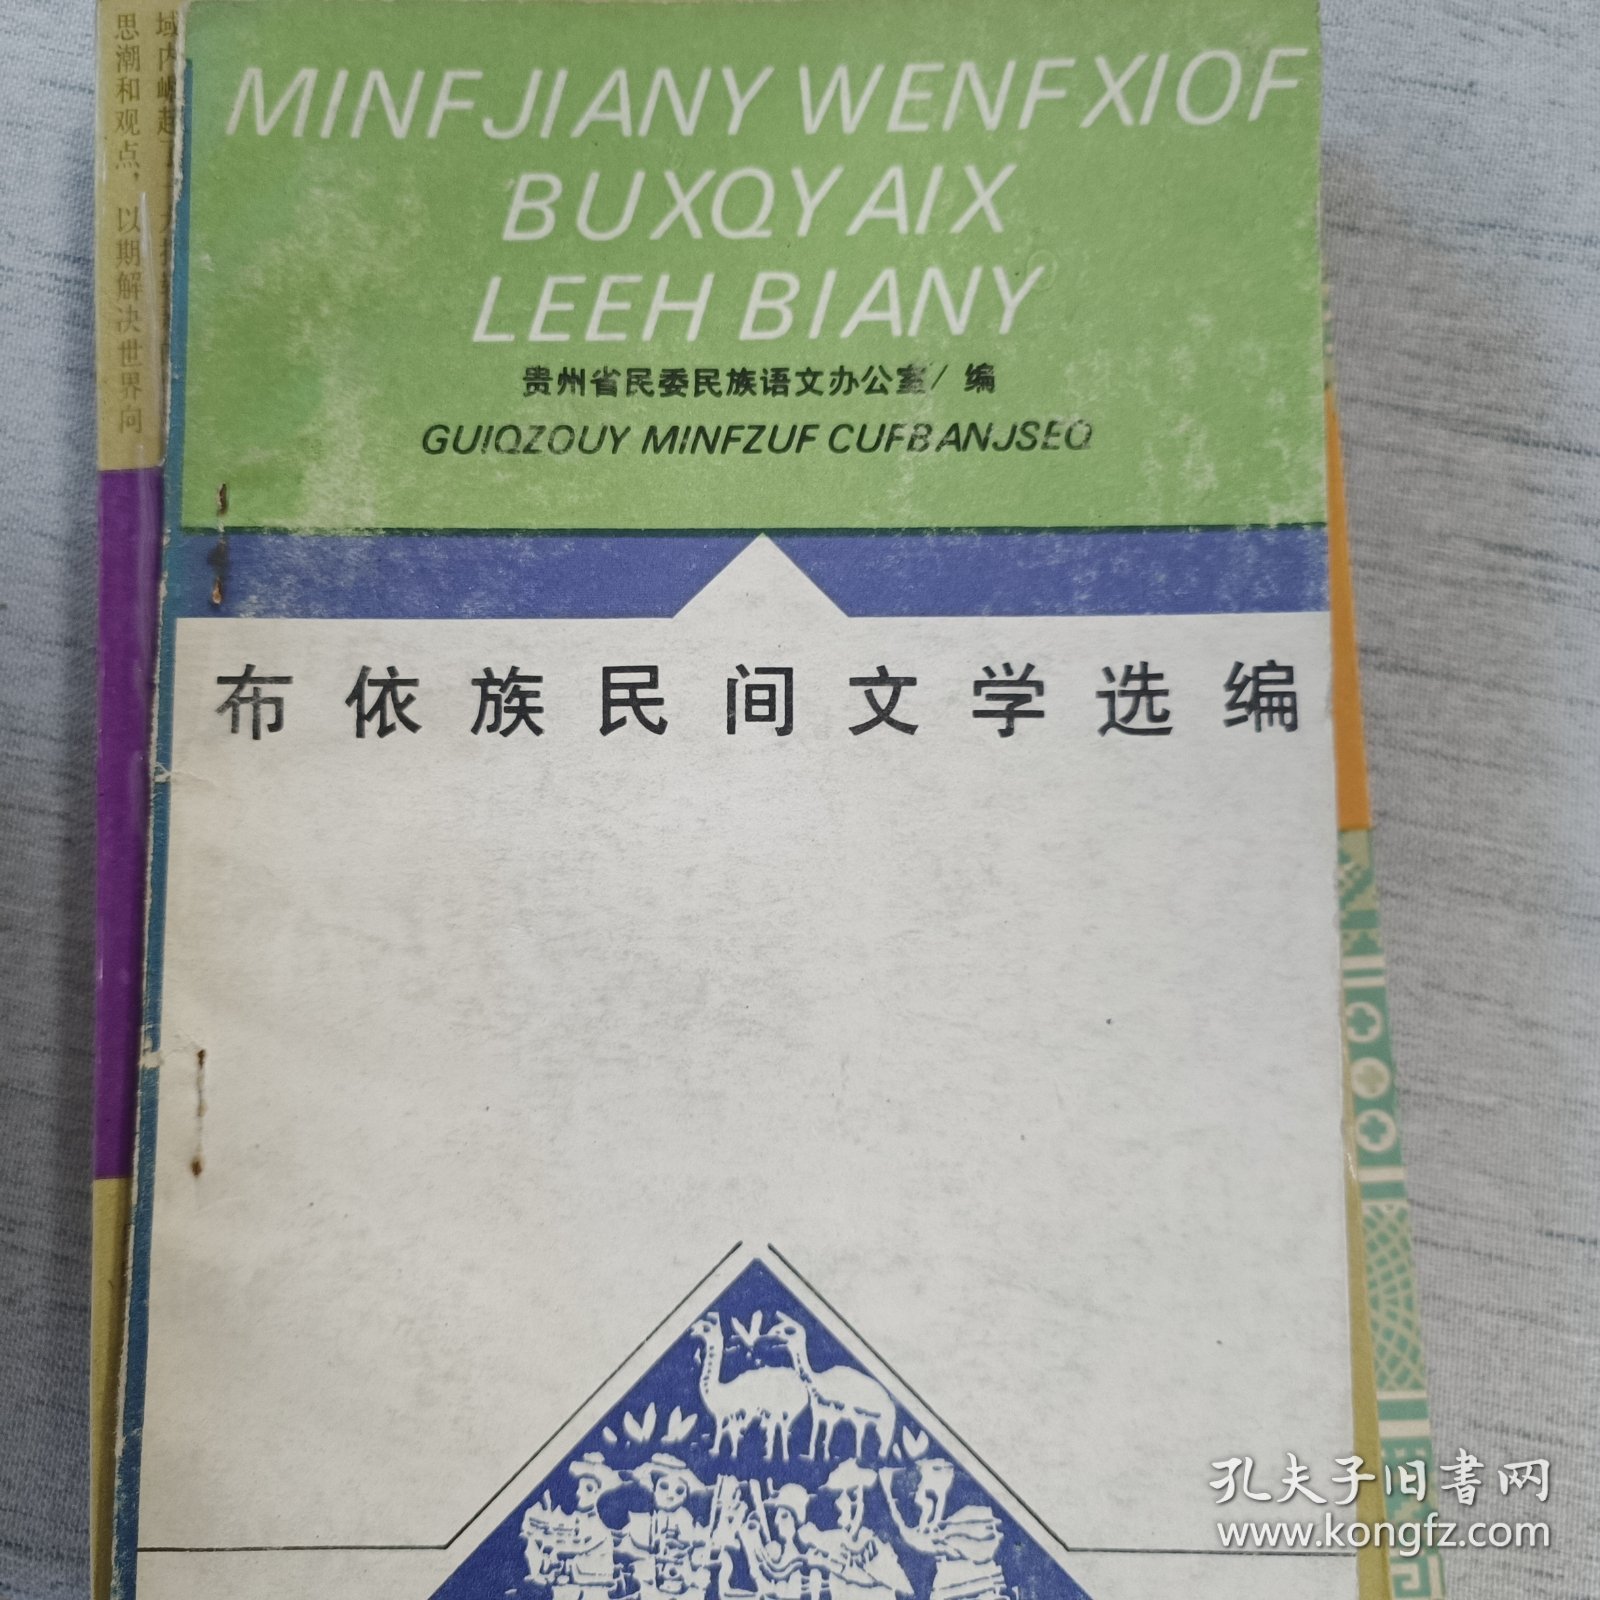 MINFJIANY WENFXIOF
BUXQYAIX
LEEH BIANY
贵州省民委民族语文办公室/ 编
GUIQZOUY MINFZUF CUFBANJSEQ
布依族民间文学选编
思潮和观点，以期解决世界问
孔夫子旧書网
www.kongfz.com